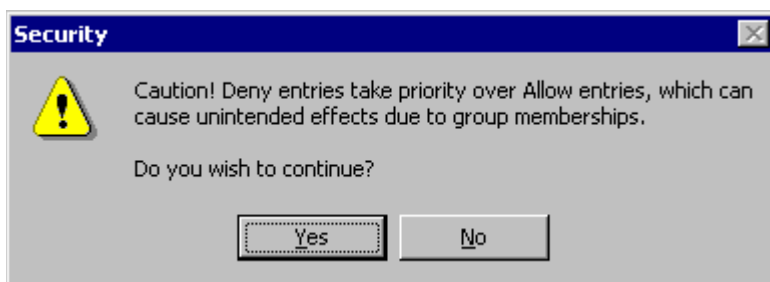 Security
Caution! Deny entries take priority over Allow entries, which can
cause unintended effects due to group memberships.
Do you wish to continue?
Yes
No